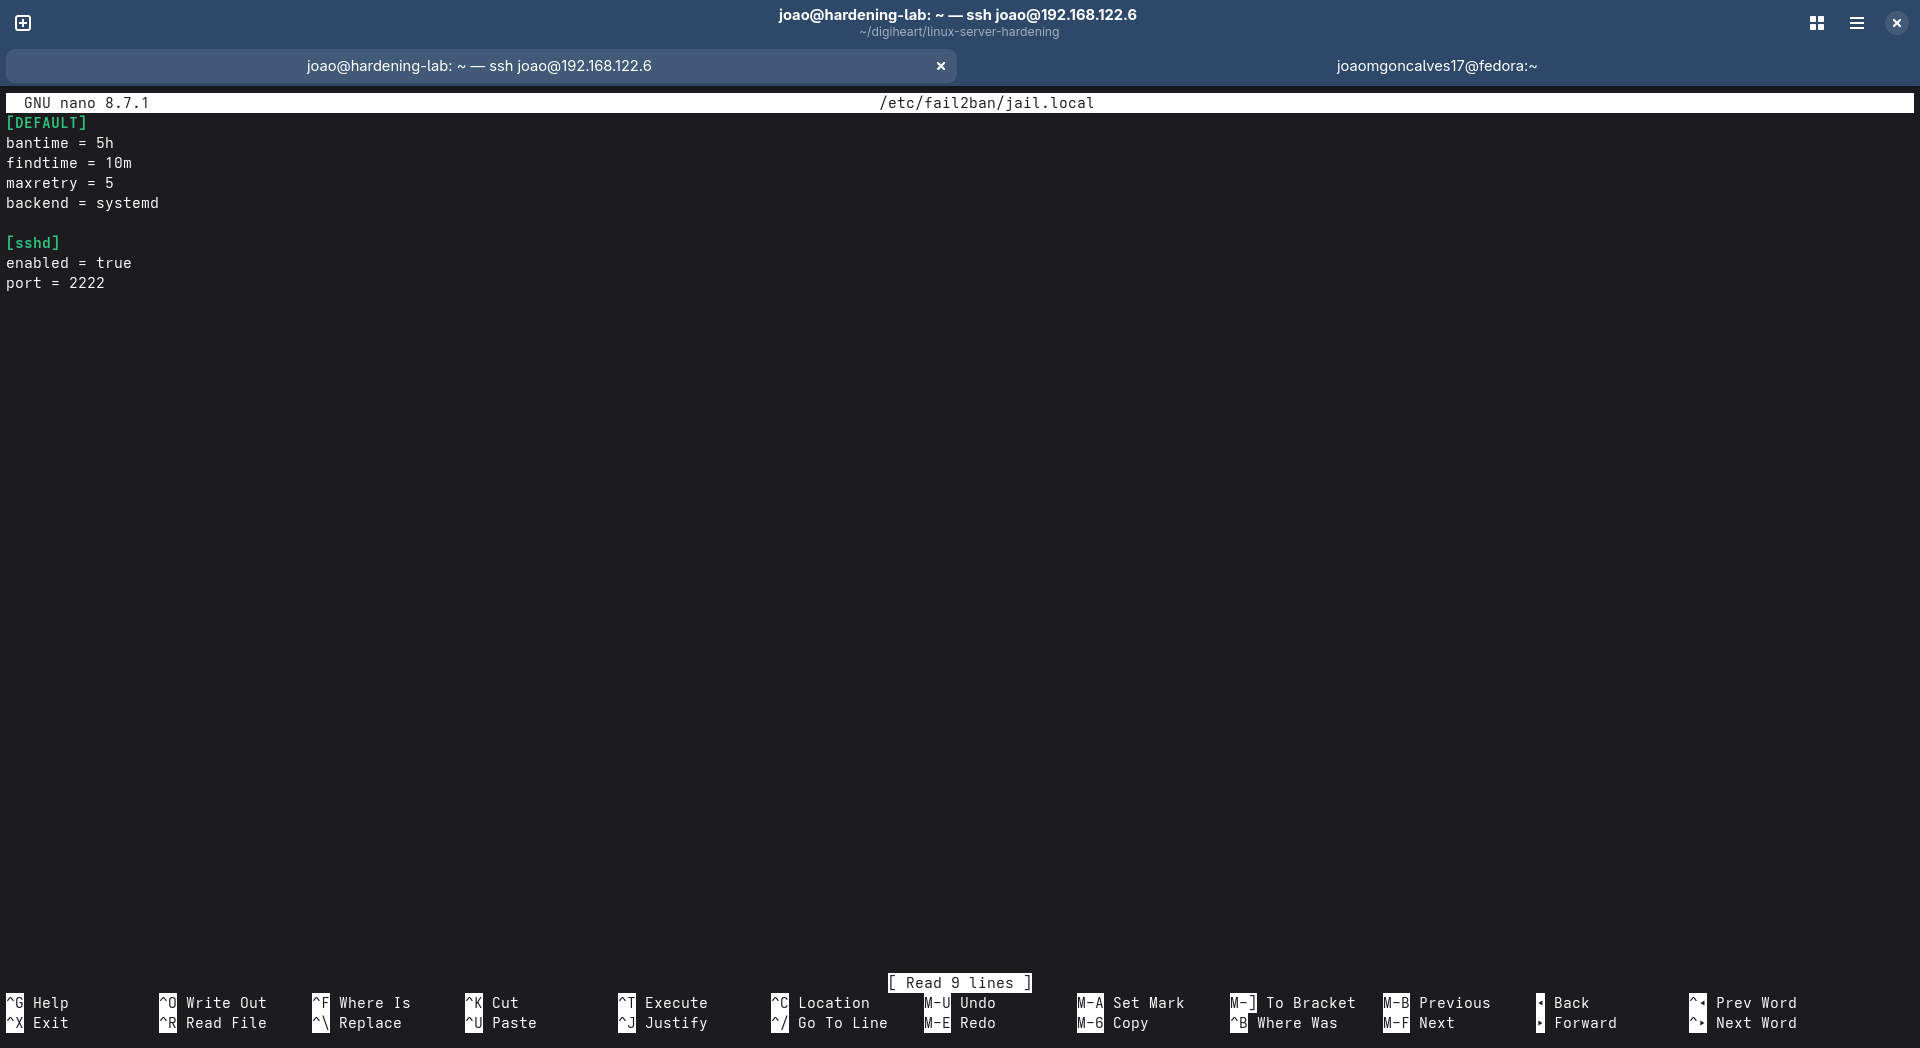 joao@hardening-lab: ~ — ssh joao@192.168.122.6
~/digiheart/linux-server-hardening
joao@hardening-lab: ~ — ssh joao@192.168.122.6
joaomgoncalves17@fedora:~
GNU nano 8.7.1 /etc/fail2ban/jail.local
[DEFAULT]
bantime = 5h
findtime = 10m
maxretry = 5
backend = systemd
[sshd]
enabled = true
port = 2222
[ Read 9 lines ]
^G Help ^O Write Out ^F Where Is ^K Cut ^T Execute ^C Location M-U Undo M-A Set Mark M-] To Bracket M-B Previous ◂ Back ^◂ Prev Word
^X Exit ^R Read File ^\ Replace ^U Paste ^J Justify ^/ Go To Line M-E Redo M-6 Copy ^B Where Was M-F Next ▸ Forward ^▸ Next Word